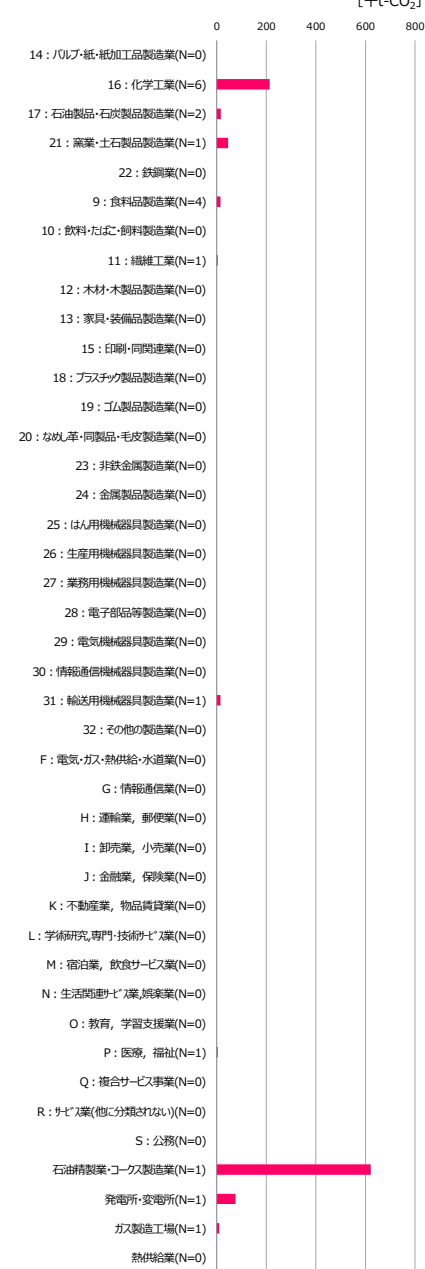 [千t-CO₂]
0 200 400 600 800
14：パルプ・紙・紙加工品製造業(N=0)
16：化学工業(N=6)
17：石油製品・石炭製品製造業(N=2)
21：窯業・土石製品製造業(N=1)
22：鉄鋼業(N=0)
9：食料品製造業(N=4)
10：飲料・たばこ・飼料製造業(N=0)
11：繊維工業(N=1)
12：木材・木製品製造業(N=0)
13：家具・装備品製造業(N=0)
15：印刷・同関連業(N=0)
18：プラスチック製品製造業(N=0)
19：ゴム製品製造業(N=0)
20：なめし革・同製品・毛皮製造業(N=0)
23：非鉄金属製造業(N=0)
24：金属製品製造業(N=0)
25：はん用機械器具製造業(N=0)
26：生産用機械器具製造業(N=0)
27：業務用機械器具製造業(N=0)
28：電子部品等製造業(N=0)
29：電気機械器具製造業(N=0)
30：情報通信機械器具製造業(N=0)
31：輸送用機械器具製造業(N=1)
32：その他の製造業(N=0)
F：電気・ガス・熱供給・水道業(N=0)
G：情報通信業(N=0)
H：運輸業，郵便業(N=0)
I：卸売業，小売業(N=0)
J：金融業，保険業(N=0)
K：不動産業，物品賃貸業(N=0)
L：学術研究,専門・技術ｻｰﾋﾞｽ業(N=0)
M：宿泊業，飲食サービス業(N=0)
N：生活関連ｻｰﾋﾞｽ業,娯楽業(N=0)
O：教育，学習支援業(N=0)
P：医療，福祉(N=1)
Q：複合サービス事業(N=0)
R：ｻｰﾋﾞｽ業(他に分類されない)(N=0)
S：公務(N=0)
石油精製業・コークス製造業(N=1)
発電所・変電所(N=1)
ガス製造工場(N=1)
熱供給業(N=0)